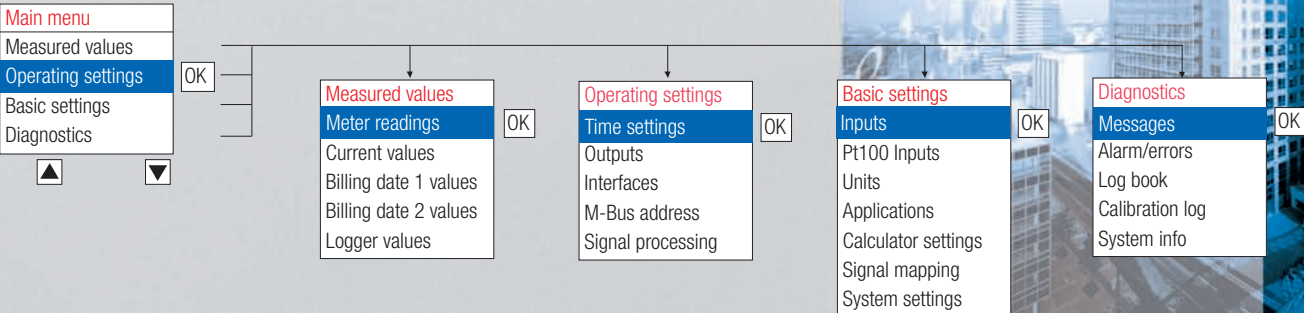 Main menu
Measured values
Operating settings
OK
Basic settings
Diagnostics
Measured values
Meter readings
OK
Current values
Billing date 1 values
Billing date 2 values
Logger values
Operating settings
Time settings
OK
Outputs
Interfaces
M-Bus address
Signal processing
Basic settings
Inputs
OK
Pt100 Inputs
Units
Applications
Calculator settings
Signal mapping
System settings
Diagnostics
Messages
OK
Alarm/errors
Log book
Calibration log
System info